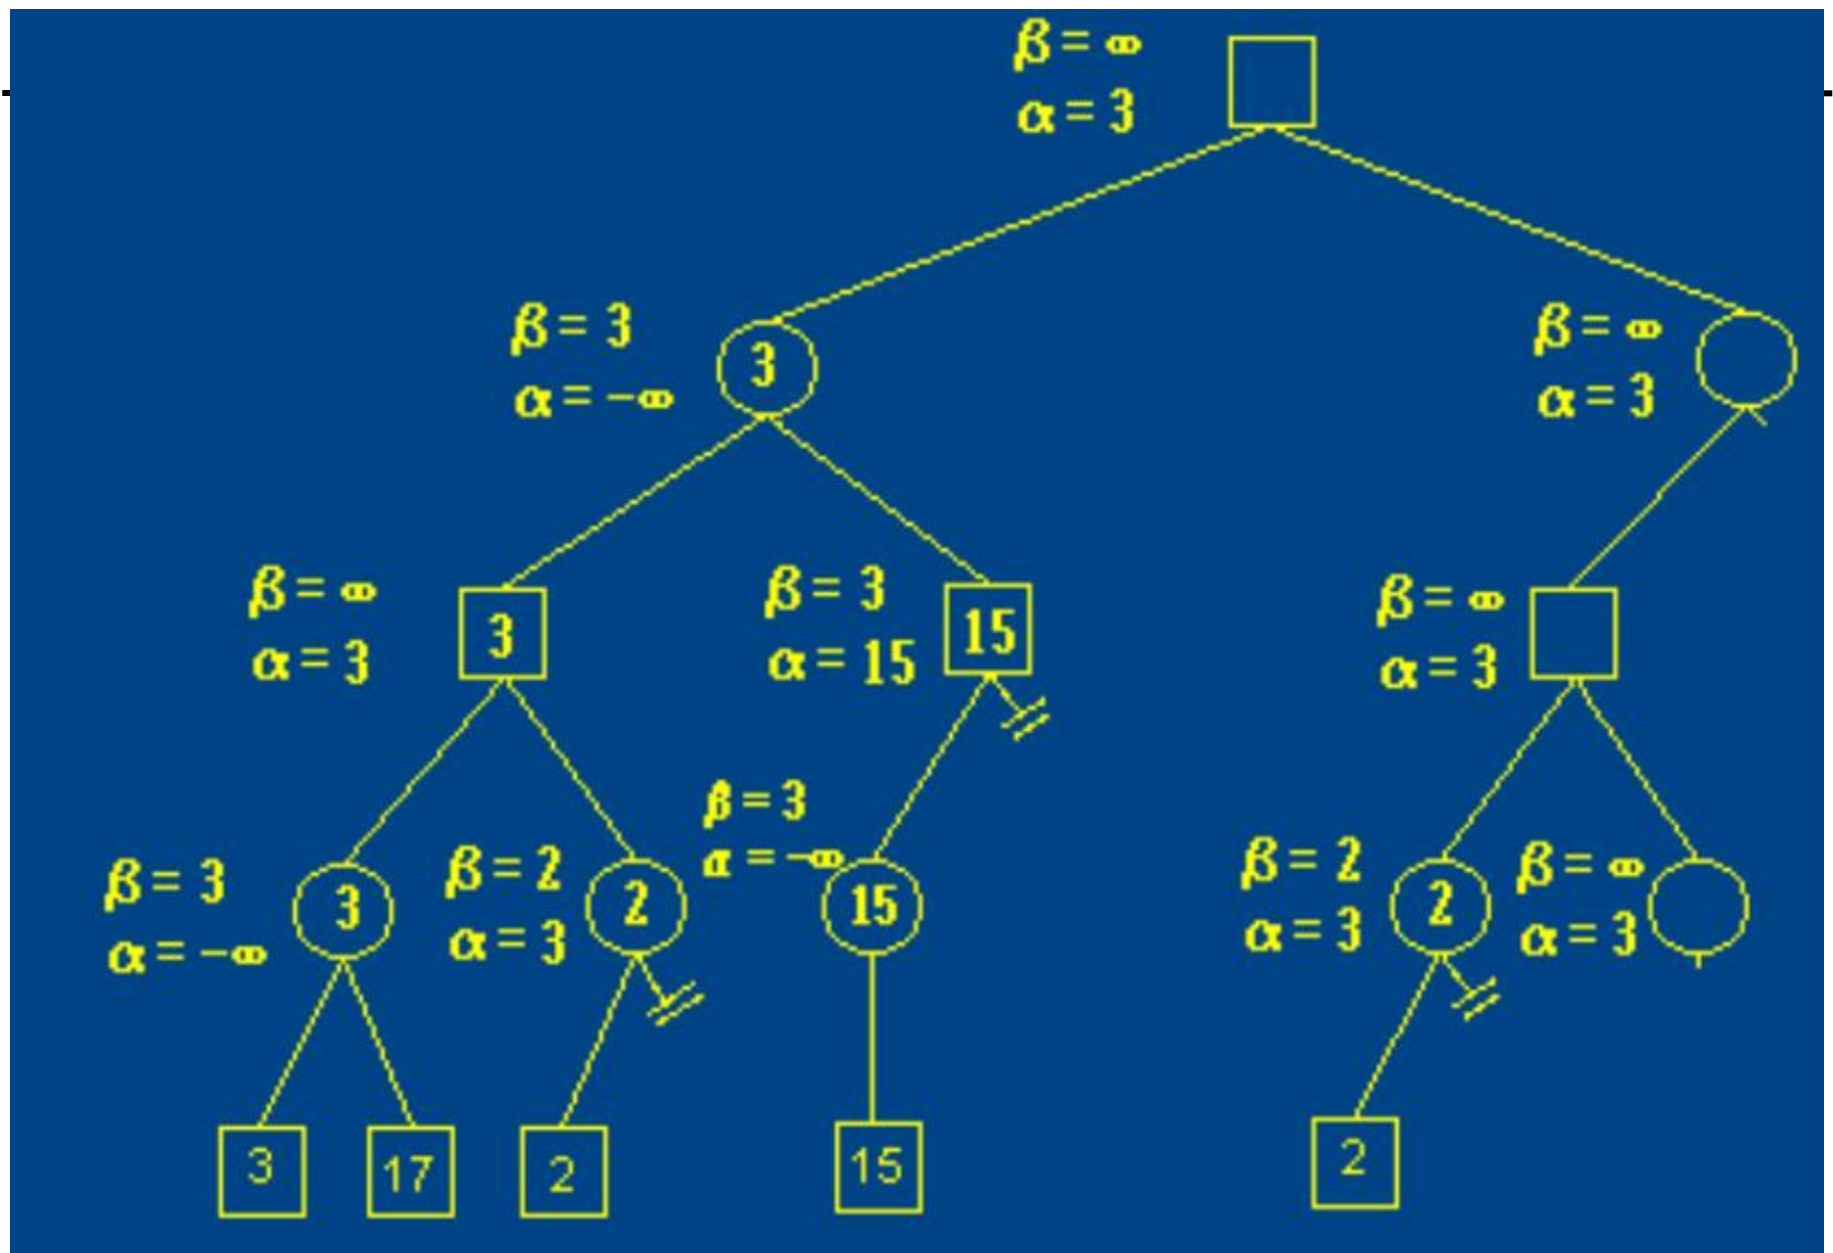 β = ∞
α = 3
β = 3
α = −∞
3
β = ∞
α = 3
β = ∞
α = 3
3
β = 3
α = 15
15
β = ∞
α = 3
β = 3
α = −∞
3
β = 2
α = 3
2
β = 3
α = −∞
15
β = 2
α = 3
2
β = ∞
α = 3
3
17
2
15
2